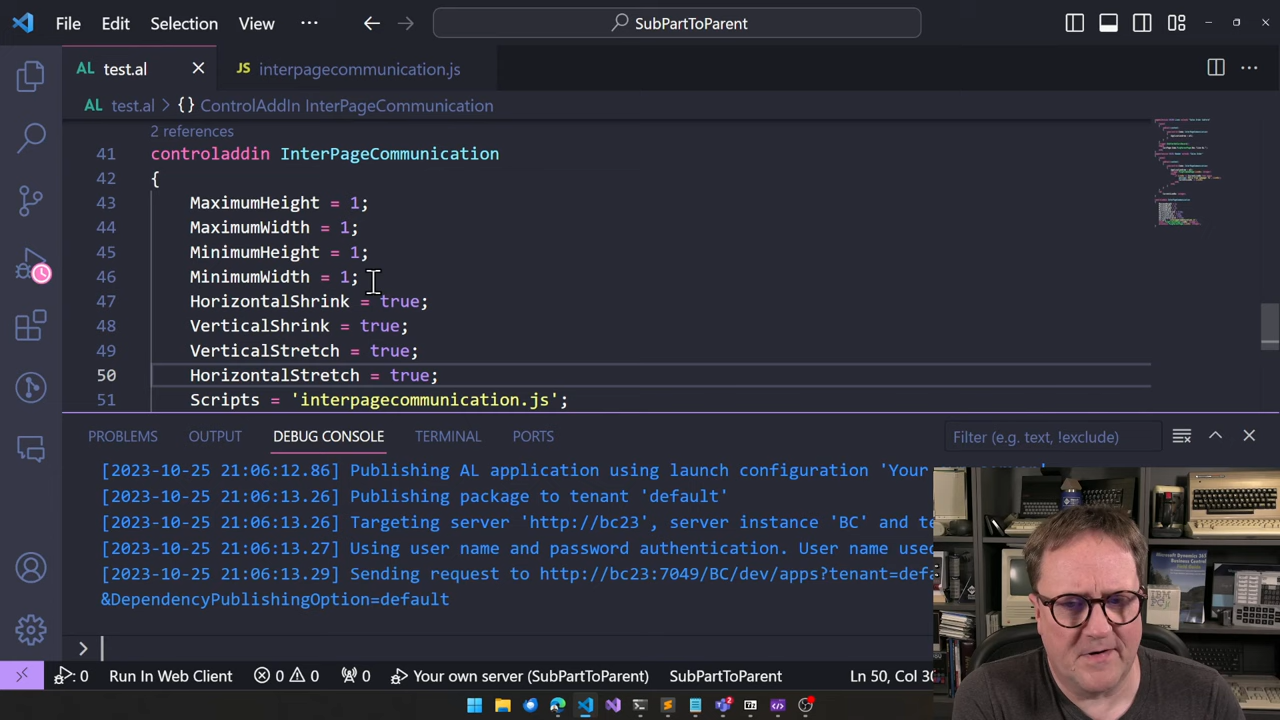 File Edit Selection View ··· SubPartToParent
AL test.al JS interpagecommunication.js
AL test.al > {} ControlAddIn InterPageCommunication
2 references
41 controladdin InterPageCommunication
42 {
43 MaximumHeight = 1;
44 MaximumWidth = 1;
45 MinimumHeight = 1;
46 MinimumWidth = 1;
47 HorizontalShrink = true;
48 VerticalShrink = true;
49 VerticalStretch = true;
50 HorizontalStretch = true;
51 Scripts = 'interpagecommunication.js';
PROBLEMS OUTPUT DEBUG CONSOLE TERMINAL PORTS Filter (e.g. text, !exclude)
[2023-10-25 21:06:12.86] Publishing AL application using launch configuration 'Your
[2023-10-25 21:06:13.26] Publishing package to tenant 'default'
[2023-10-25 21:06:13.26] Targeting server 'http://bc23', server instance 'BC' and te
[2023-10-25 21:06:13.27] Using user name and password authentication. User name used
[2023-10-25 21:06:13.29] Sending request to http://bc23:7049/BC/dev/apps?tenant=defa
&DependencyPublishingOption=default
>
: 0 Run In Web Client 0 0 0 Your own server (SubPartToParent) SubPartToParent Ln 50, Col 30